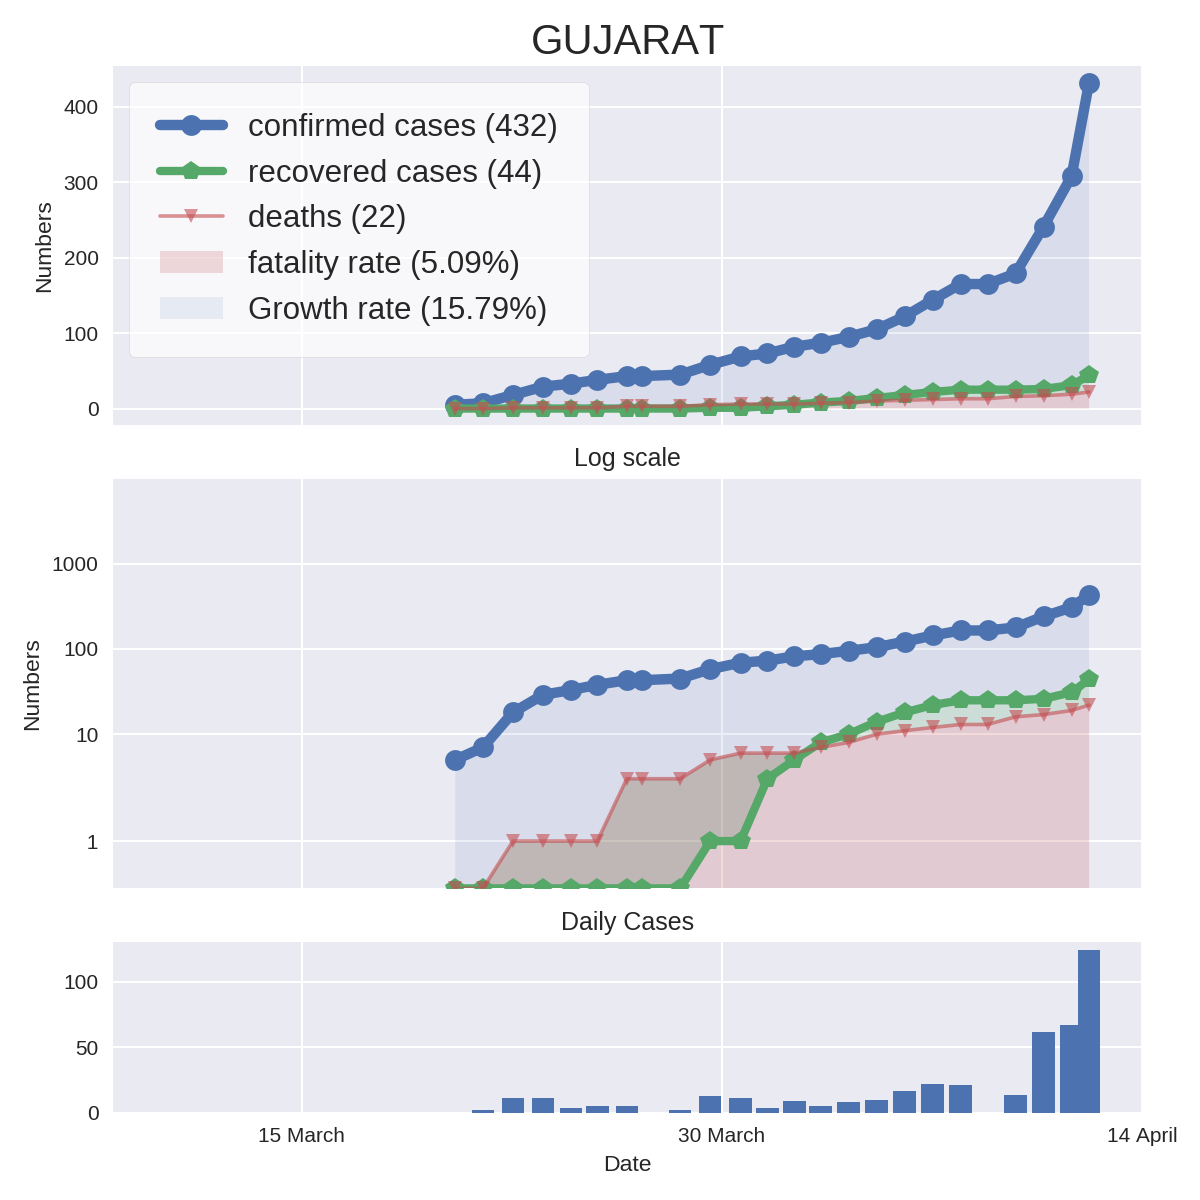 GUJARAT
400
300
200
100
0
Numbers
confirmed cases (432)
recovered cases (44)
deaths (22)
fatality rate (5.09%)
Growth rate (15.79%)
Log scale
1000
100
10
1
Numbers
Daily Cases
100
50
0
15 March
30 March
14 April
Date